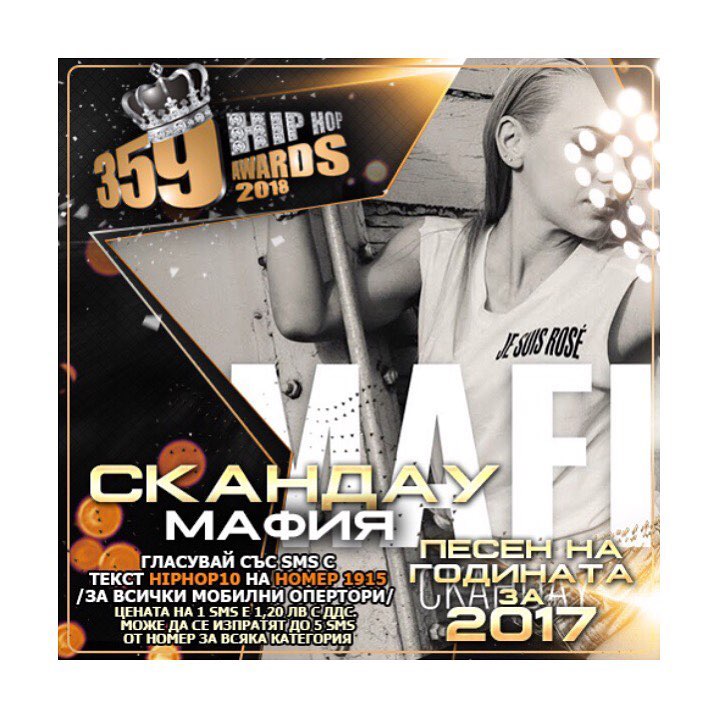 359 HIP HOP
AWARDS
2018
JE SUIS ROSÉ
MAFI
СКАНДАУ
МАФИЯ
ГЛАСУВАЙ СЪС SMS С
ТЕКСТ HIPHOP10 НА НОМЕР 1915
/ЗА ВСИЧКИ МОБИЛНИ ОПЕРТОРИ/
ЦЕНАТА НА 1 SMS Е 1,20 ЛВ С ДДС.
МОЖЕ ДА СЕ ИЗПРАТЯТ ДО 5 SMS
ОТ НОМЕР ЗА ВСЯКА КАТЕГОРИЯ
ПЕСЕН НА
ГОДИНАТА
ЗА
2017